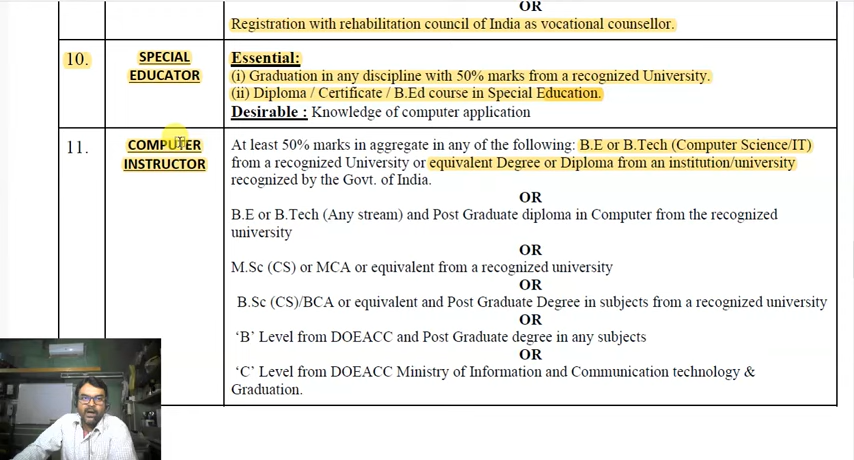 OR
Registration with rehabilitation council of India as vocational counsellor.
10.
SPECIAL
EDUCATOR
Essential:
(i) Graduation in any discipline with 50% marks from a recognized University.
(ii) Diploma / Certificate / B.Ed course in Special Education.
Desirable : Knowledge of computer application
11.
COMPUTER
INSTRUCTOR
At least 50% marks in aggregate in any of the following: B.E or B.Tech (Computer Science/IT)
from a recognized University or equivalent Degree or Diploma from an institution/university
recognized by the Govt. of India.
OR
B.E or B.Tech (Any stream) and Post Graduate diploma in Computer from the recognized
university
OR
M.Sc (CS) or MCA or equivalent from a recognized university
OR
B.Sc (CS)/BCA or equivalent and Post Graduate Degree in subjects from a recognized university
OR
‘B’ Level from DOEACC and Post Graduate degree in any subjects
OR
‘C’ Level from DOEACC Ministry of Information and Communication technology &
Graduation.